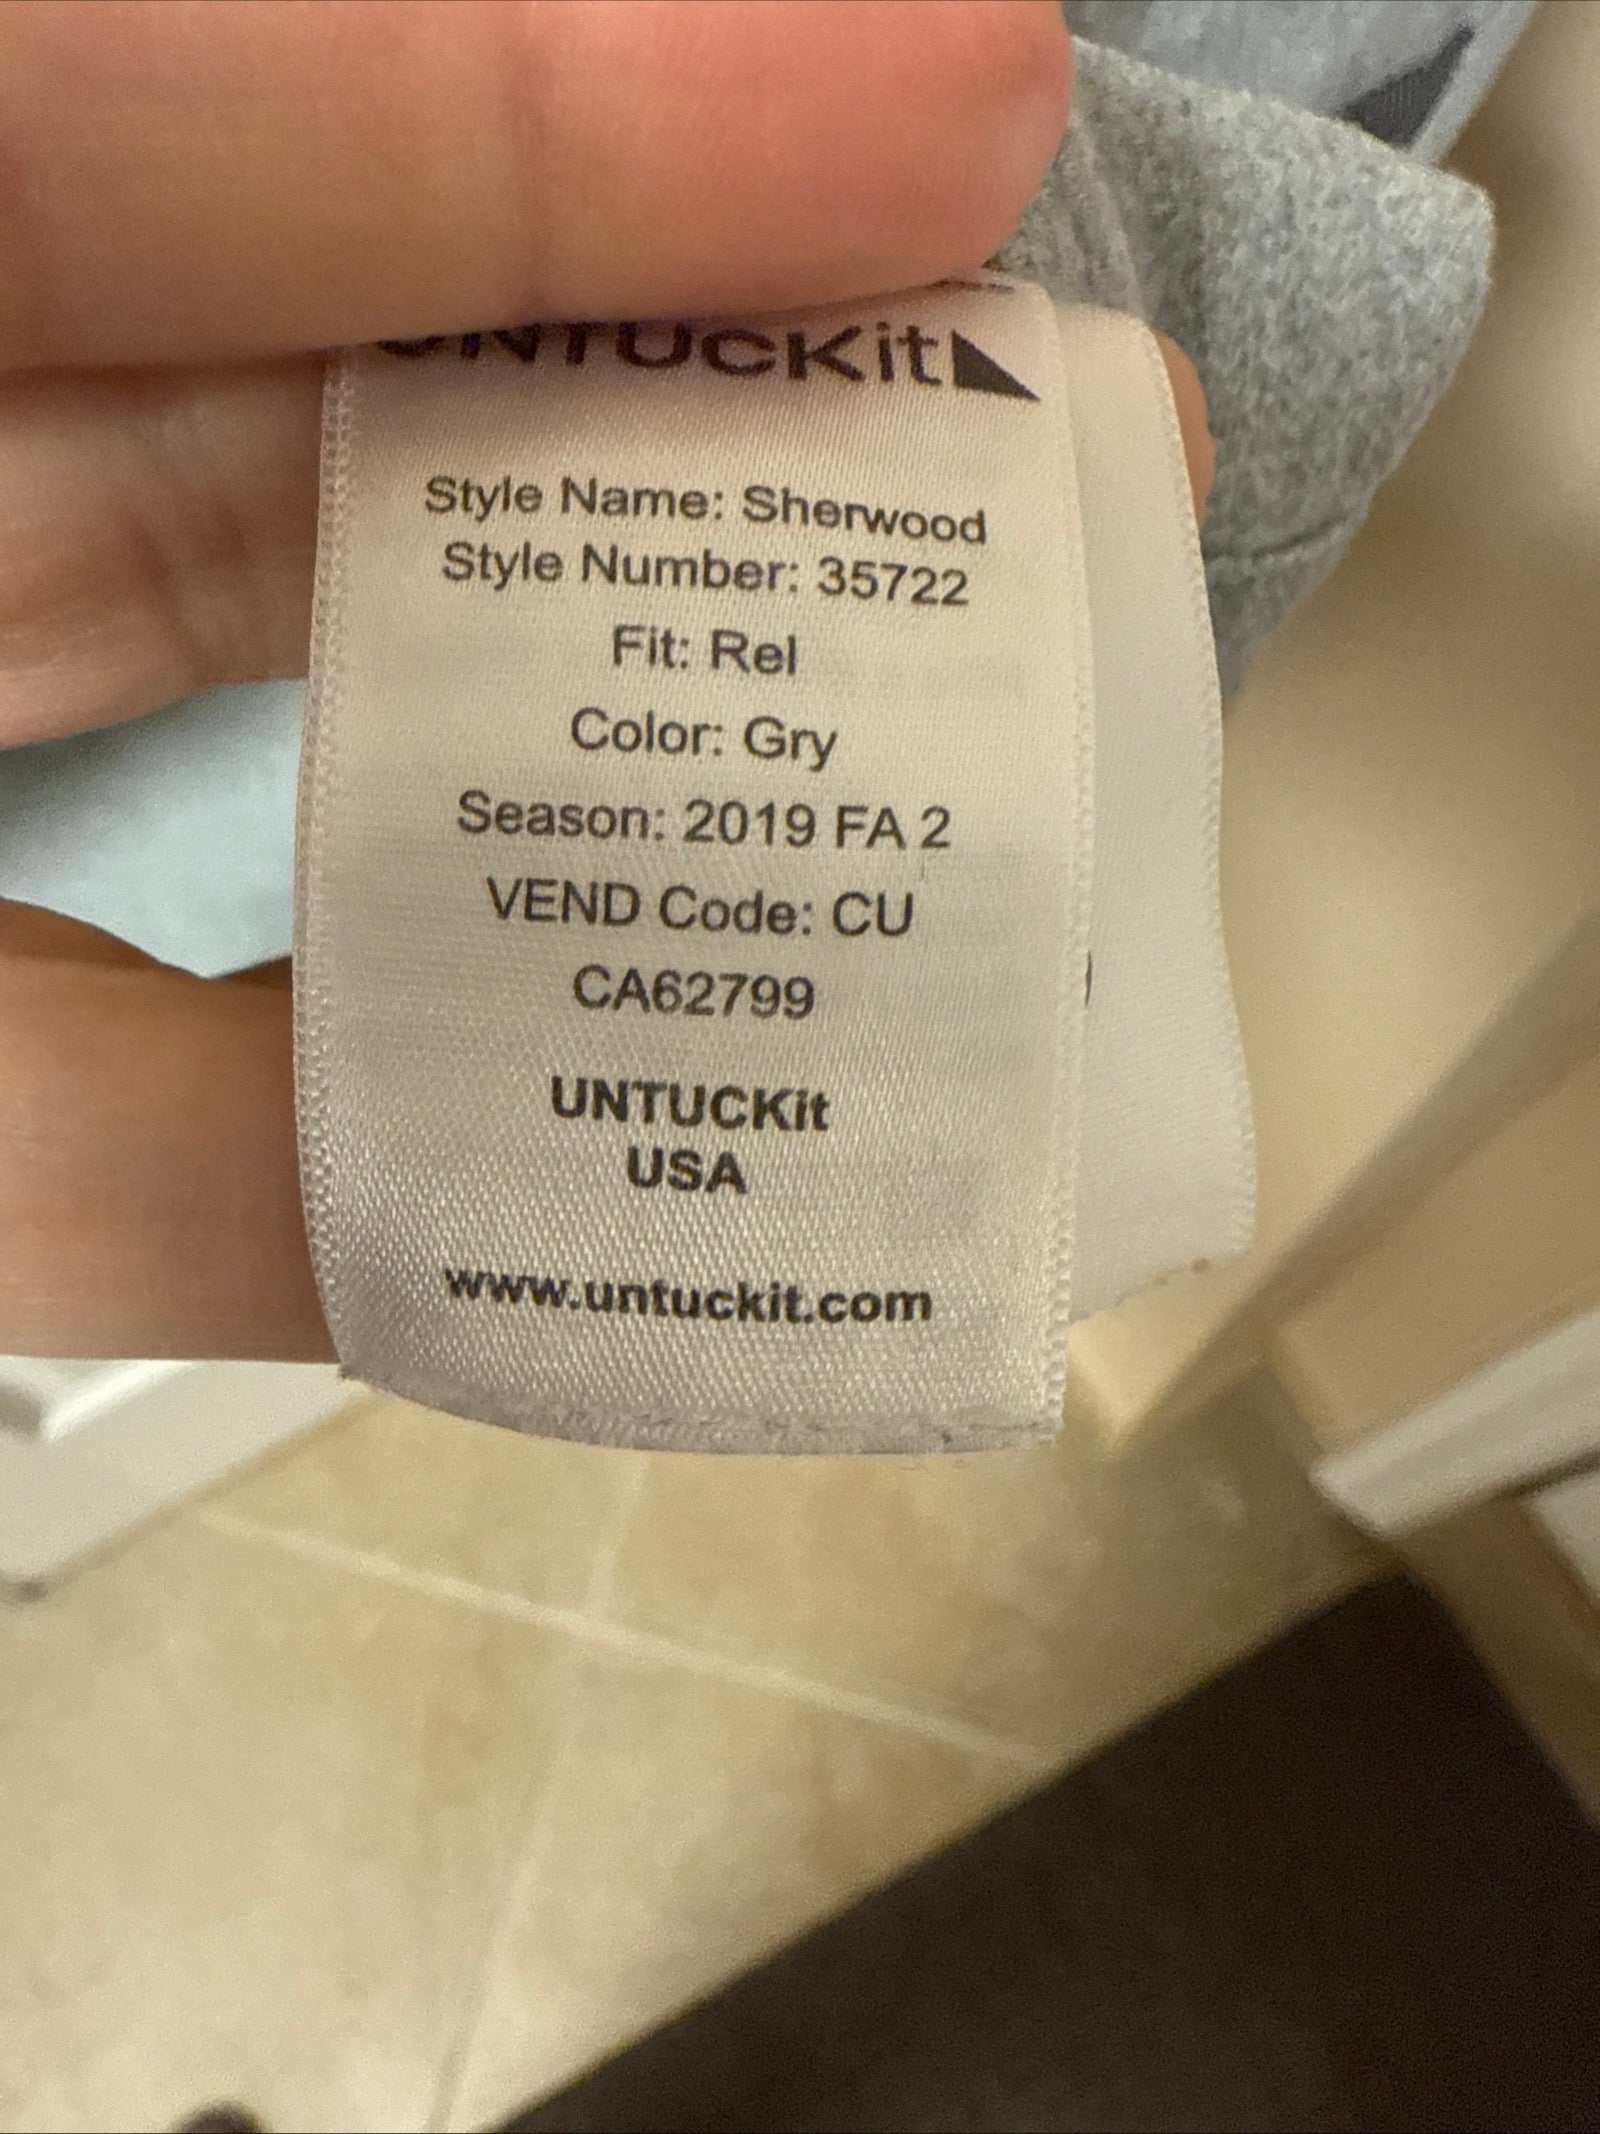 UNTUCKit
Style Name: Sherwood
Style Number: 35722
Fit: Rel
Color: Gry
Season: 2019 FA 2
VEND Code: CU
CA62799
UNTUCKit
USA
www.untuckit.com